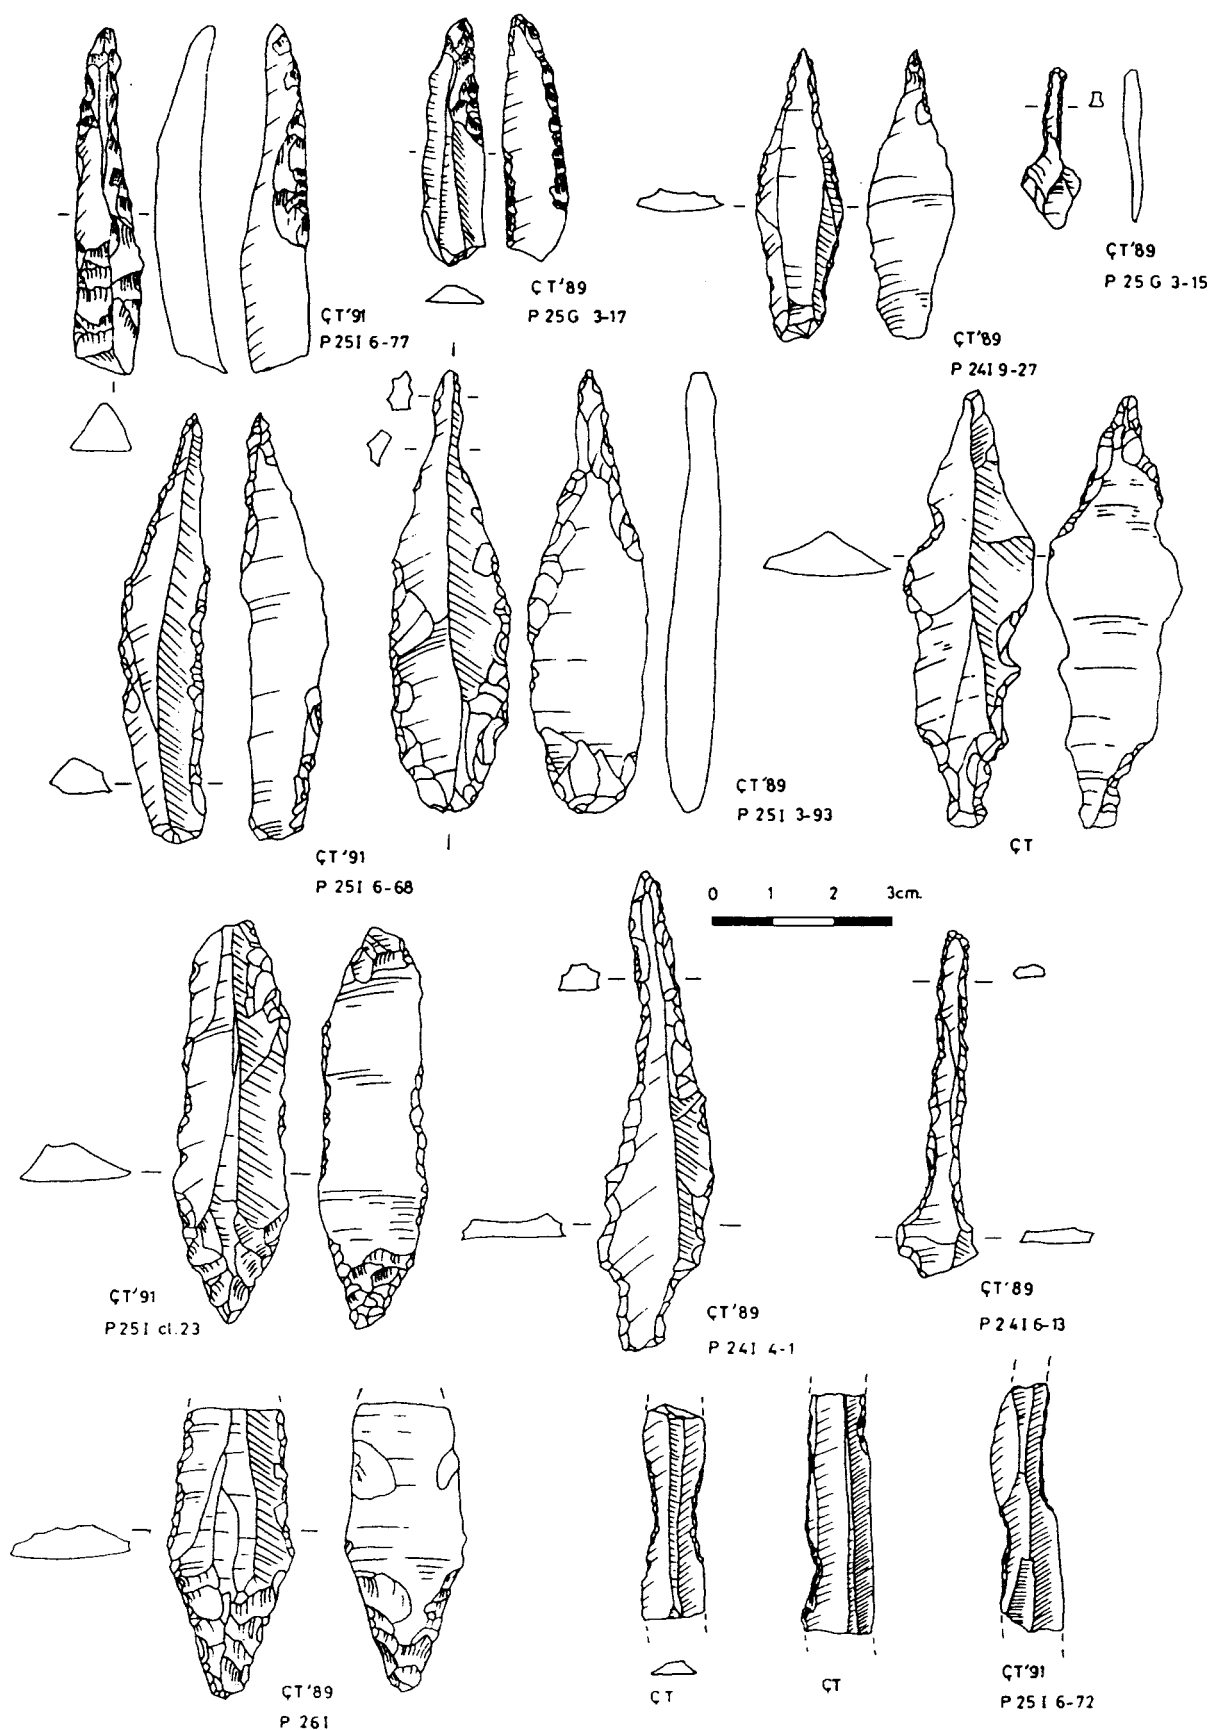 ÇT'91
P 25I 6-77
ÇT'89
P 25G 3-17
ÇT'89
P 24I 9-27
ÇT'89
P 25G 3-15
ÇT'91
P 25I 6-68
ÇT'89
P 25I 3-93
ÇT
0 1 2 3cm.
ÇT'91
P 25I cl.23
ÇT'89
P 24I 4-1
ÇT'89
P 24I 6-13
ÇT'89
P 26I
ÇT
ÇT
ÇT'91
P 25I 6-72